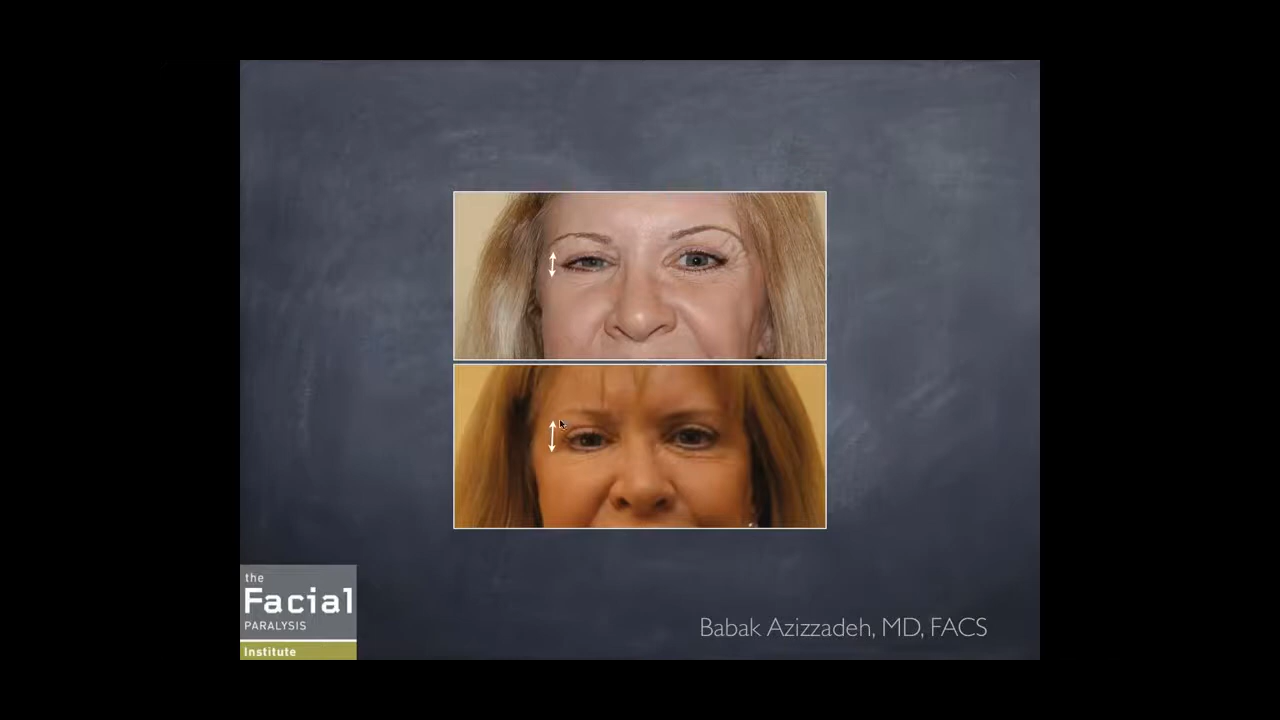 the
Facial
PARALYSIS
Institute
Babak Azizzadeh, MD, FACS